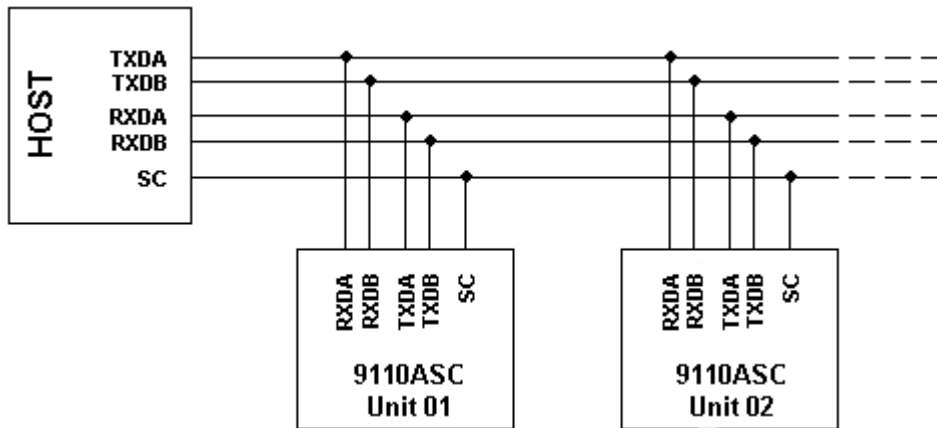 HOST
TXDA
TXDB
RXDA
RXDB
SC
RXDA
RXDB
TXDA
TXDB
SC
9110ASC
Unit 01
RXDA
RXDB
TXDA
TXDB
SC
9110ASC
Unit 02